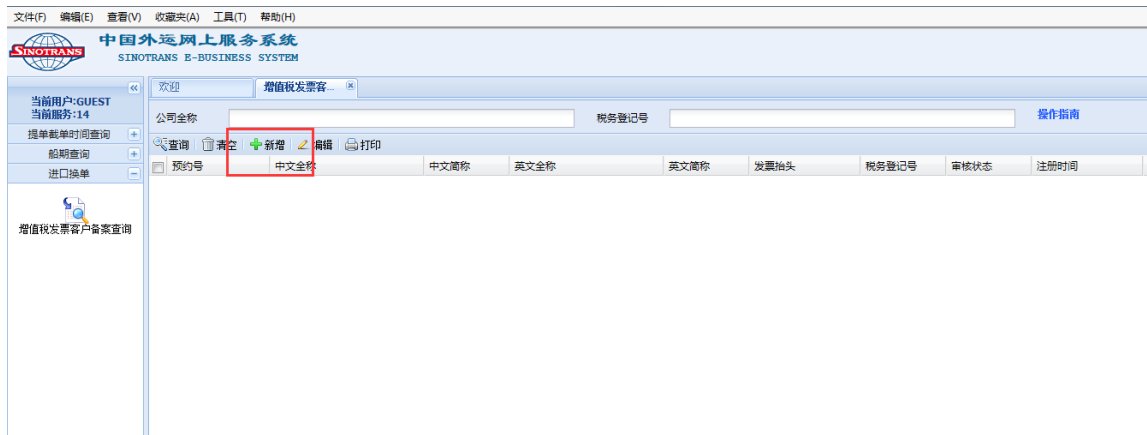 文件(F) 编辑(E) 查看(V) 收藏夹(A) 工具(T) 帮助(H)
SINOTRANS 中国外运网上服务系统
SINOTRANS E-BUSINESS SYSTEM
欢迎 增值税发票客...
当前用户:GUEST
当前服务:14
公司全称 税务登记号 操作指南
提单截单时间查询
查询 清空 新增 编辑 打印
船期查询
预约号 中文全称 中文简称 英文全称 英文简称 发票抬头 税务登记号 审核状态 注册时间
进口换单
增值税发票客户备案查询